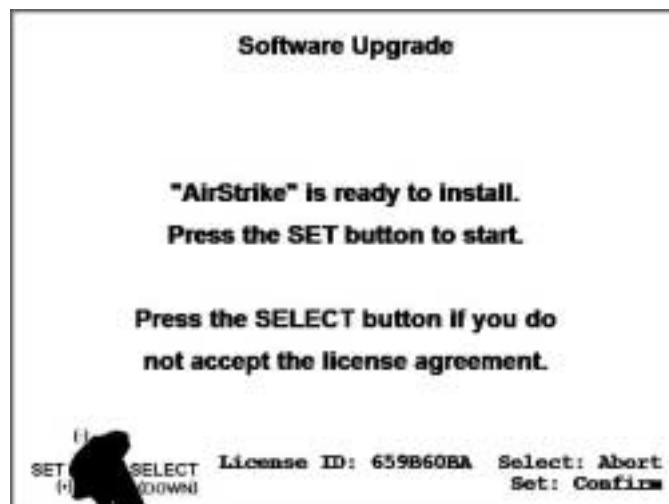 Software Upgrade
"AirStrike" is ready to install.
Press the SET button to start.
Press the SELECT button if you do
not accept the license agreement.
(-)
SET SELECT
(+) (DOWN)
License ID: 659B60BA Select: Abort
Set: Confirm